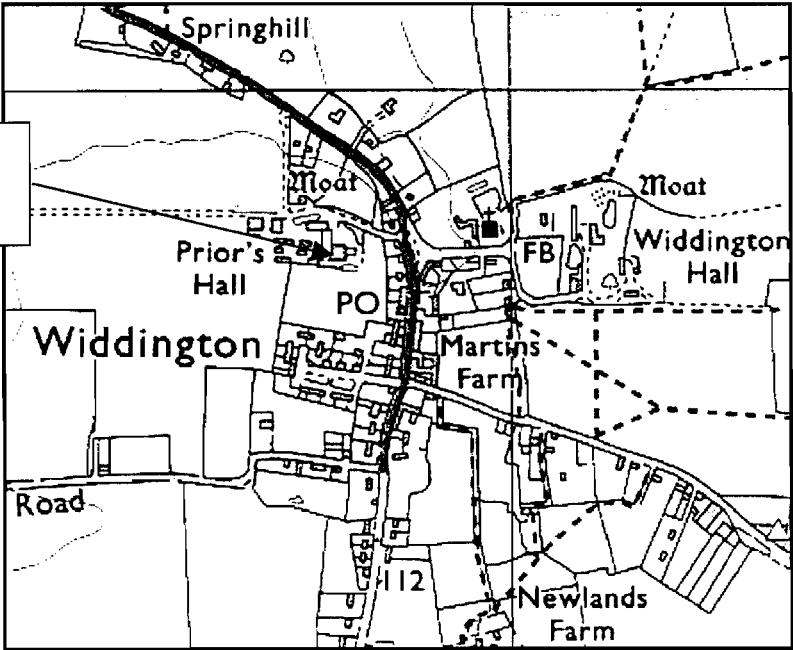 Springhill
Moat
Moat
Prior's
Hall
FB
Widdington
Hall
PO
Widdington
Martins
Farm
Road
112
Newlands
Farm